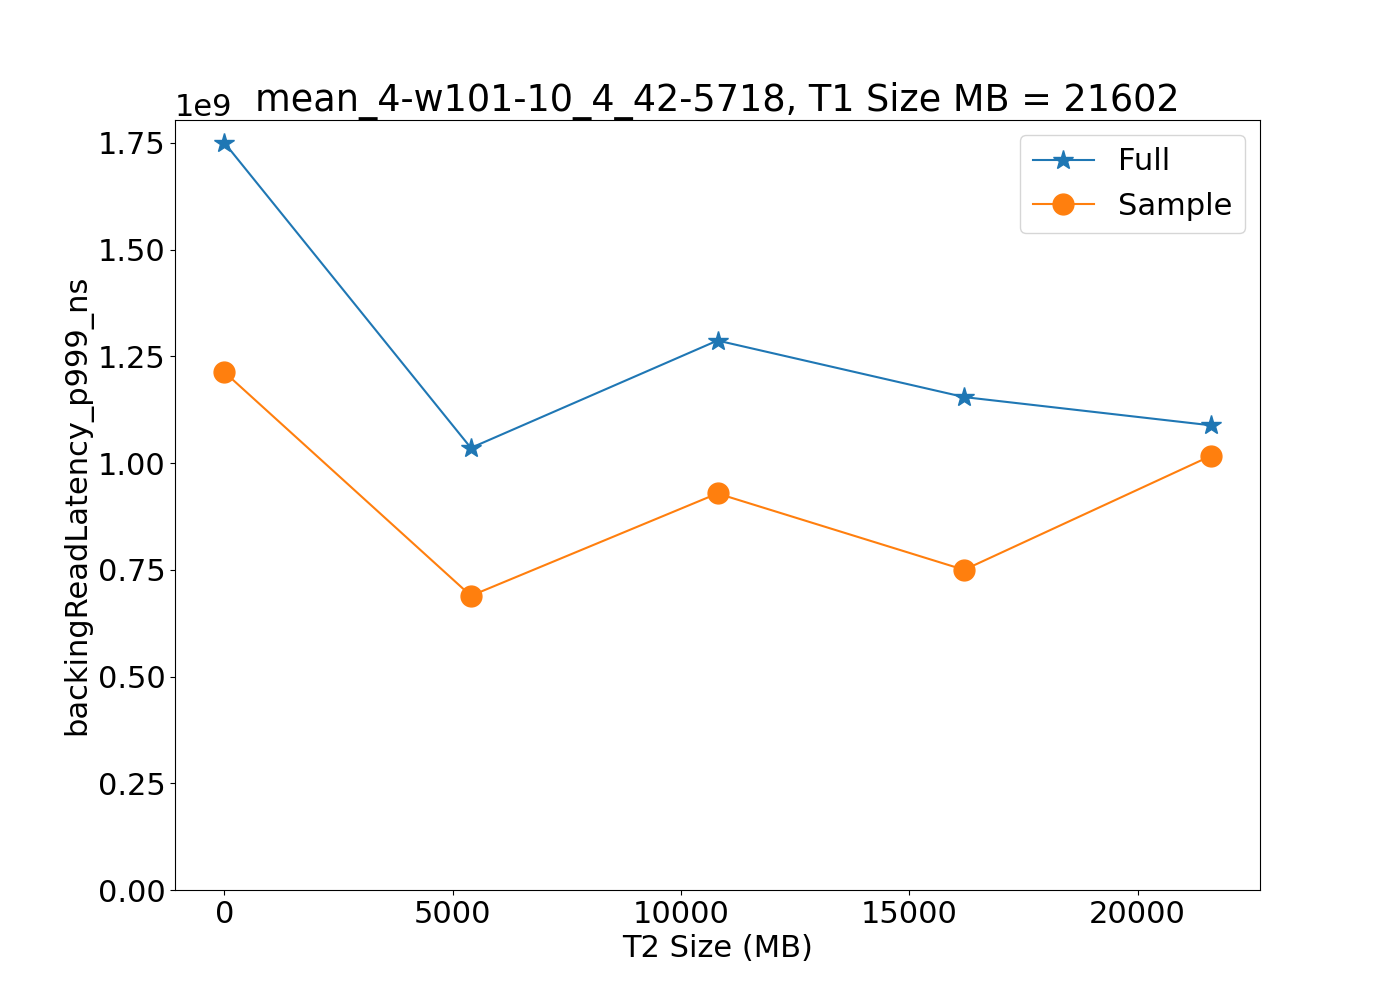 1e9
mean_4-w101-10_4_42-5718, T1 Size MB = 21602
Full
Sample
1.75
1.50
1.25
1.00
0.75
0.50
0.25
0.00
backingReadLatency_p999_ns
0 5000 10000 15000 20000
T2 Size (MB)